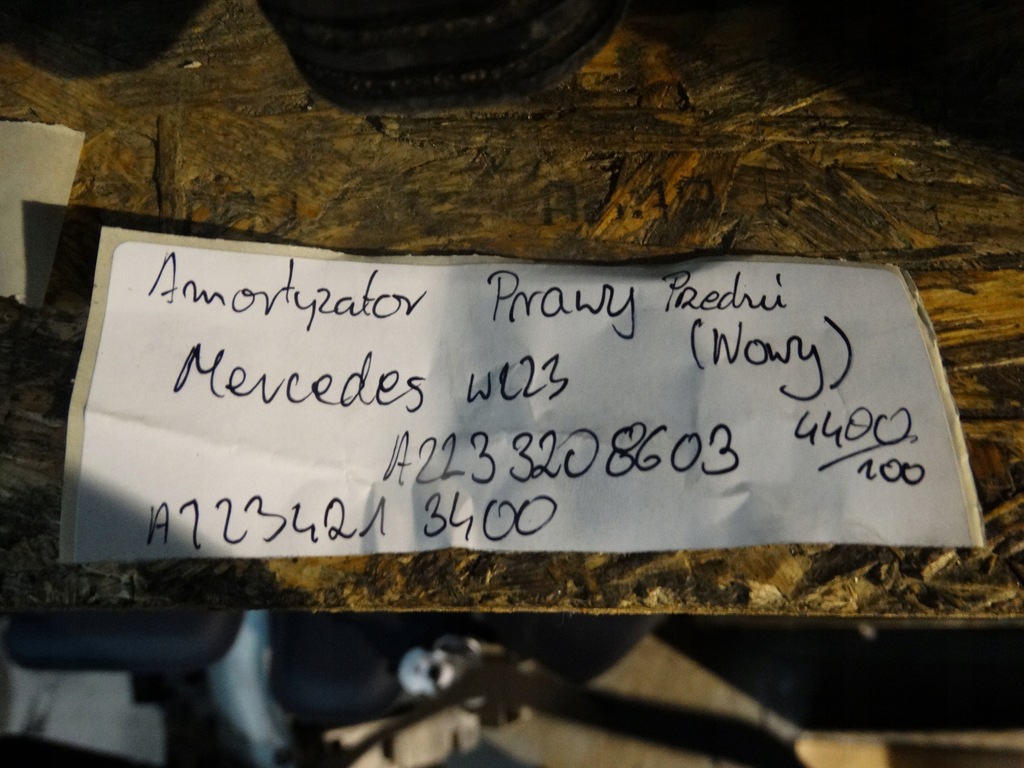 Amortyzator Prawy Przedni
(Nowy)
Mercedes W223
A2233208603 4400/100
A2234213400